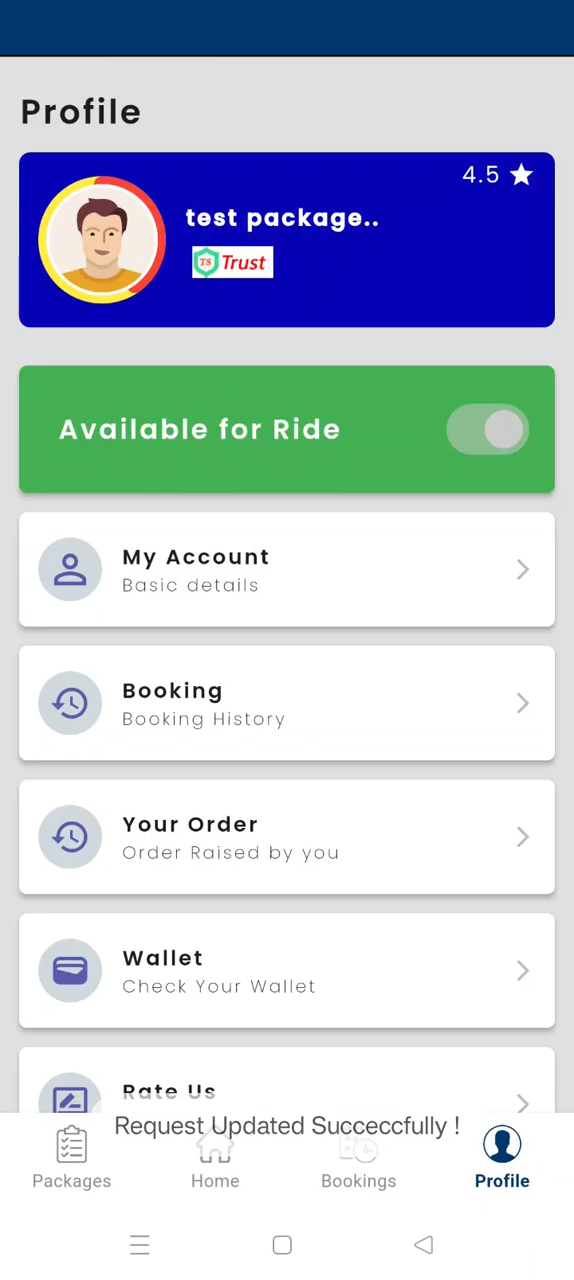 Profile
4.5
test package..
TS Trust
Available for Ride
My Account
Basic details
Booking
Booking History
Your Order
Order Raised by you
Wallet
Check Your Wallet
Rate Us
Request Updated Succeccfully !
Packages
Home
Bookings
Profile